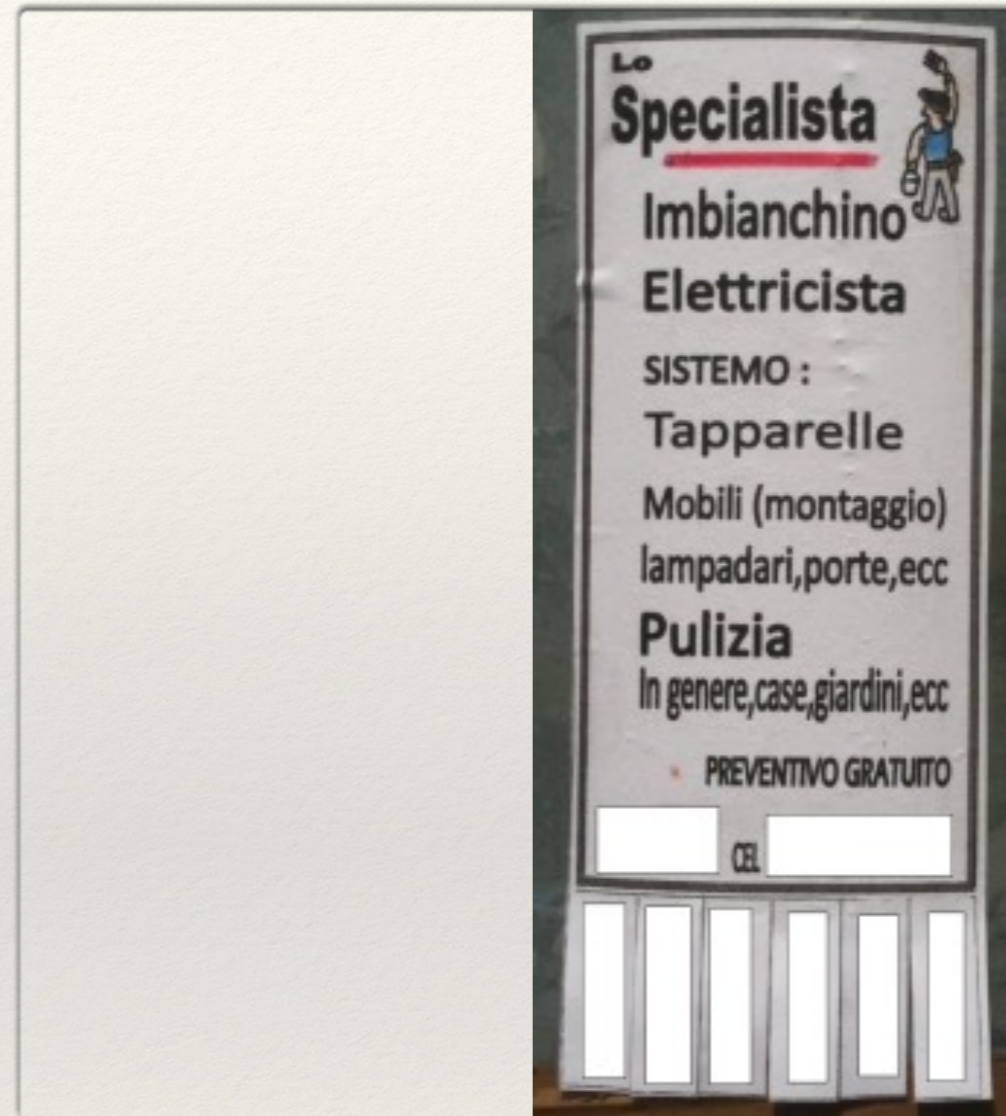 Lo
Specialista
Imbianchino
Elettricista
SISTEMO :
Tapparelle
Mobili (montaggio)
lampadari,porte,ecc
Pulizia
In genere,case,giardini,ecc
PREVENTIVO GRATUITO
CEL